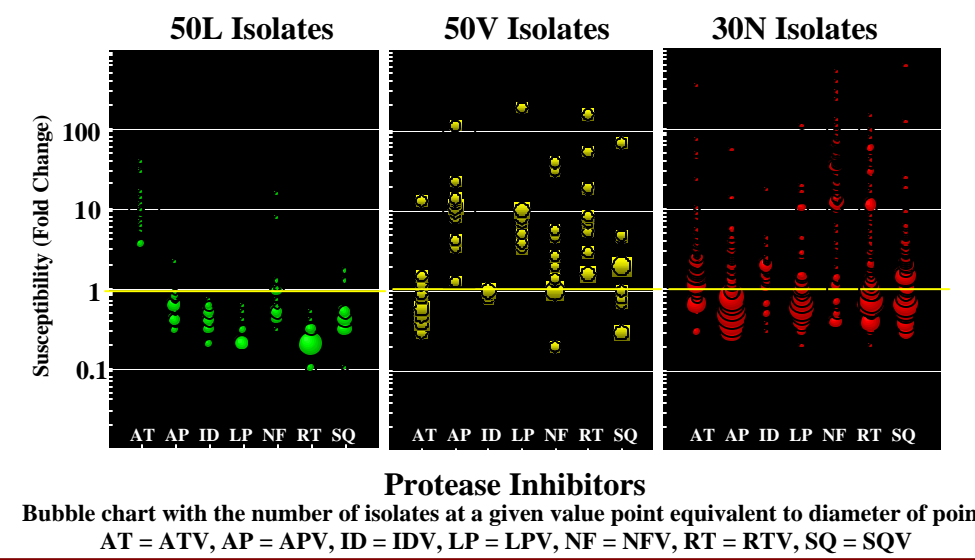 50L Isolates 50V Isolates 30N Isolates
Susceptibility (Fold Change)
100
10
1
0.1
AT AP ID LP NF RT SQ AT AP ID LP NF RT SQ AT AP ID LP NF RT SQ
Protease Inhibitors
Bubble chart with the number of isolates at a given value point equivalent to diameter of poin
AT = ATV, AP = APV, ID = IDV, LP = LPV, NF = NFV, RT = RTV, SQ = SQV